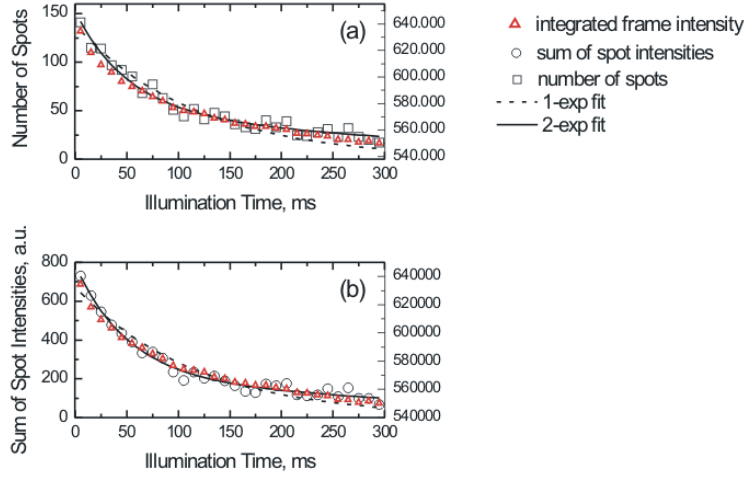 (a)
150
100
50
0
Number of Spots
640.000
620.000
600.000
580.000
560.000
540.000
0 50 100 150 200 250 300
Illumination Time, ms
integrated frame intensity
sum of spot intensities
number of spots
1-exp fit
2-exp fit
(b)
800
600
400
200
0
Sum of Spot Intensities, a.u.
640000
620000
600000
580000
560000
540000
0 50 100 150 200 250 300
Illumination Time, ms